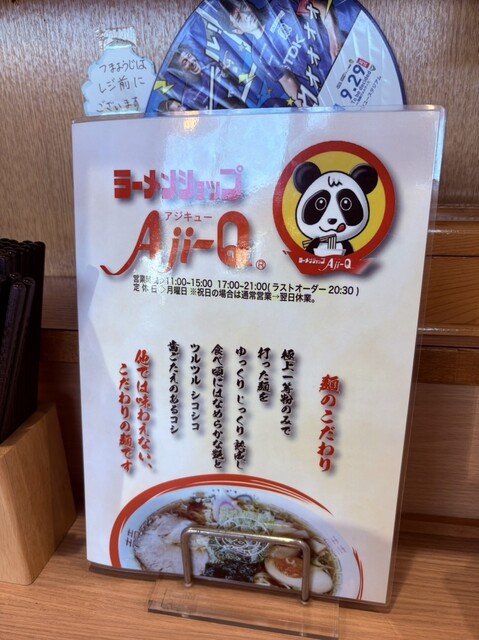 つまようじは
レジ前に
ございます
TDK
9.29
ラーメンショップ
アジキュー
Aji-Q®
ラーメンショップ Aji-Q
営業時間>11:00~15:00 17:00~21:00(ラストオーダー20:30)
定休日>月曜日 ※祝日の場合は通常営業→翌日休業。
麺のこだわり
極上一等粉のみで
打った麺を
ゆっくりじっくり熟成し
食べ頃にはなめらかな艶と
ツルツル シコシコ
歯ごたえのあるコシ
他では味わえない、
こだわりの麺です